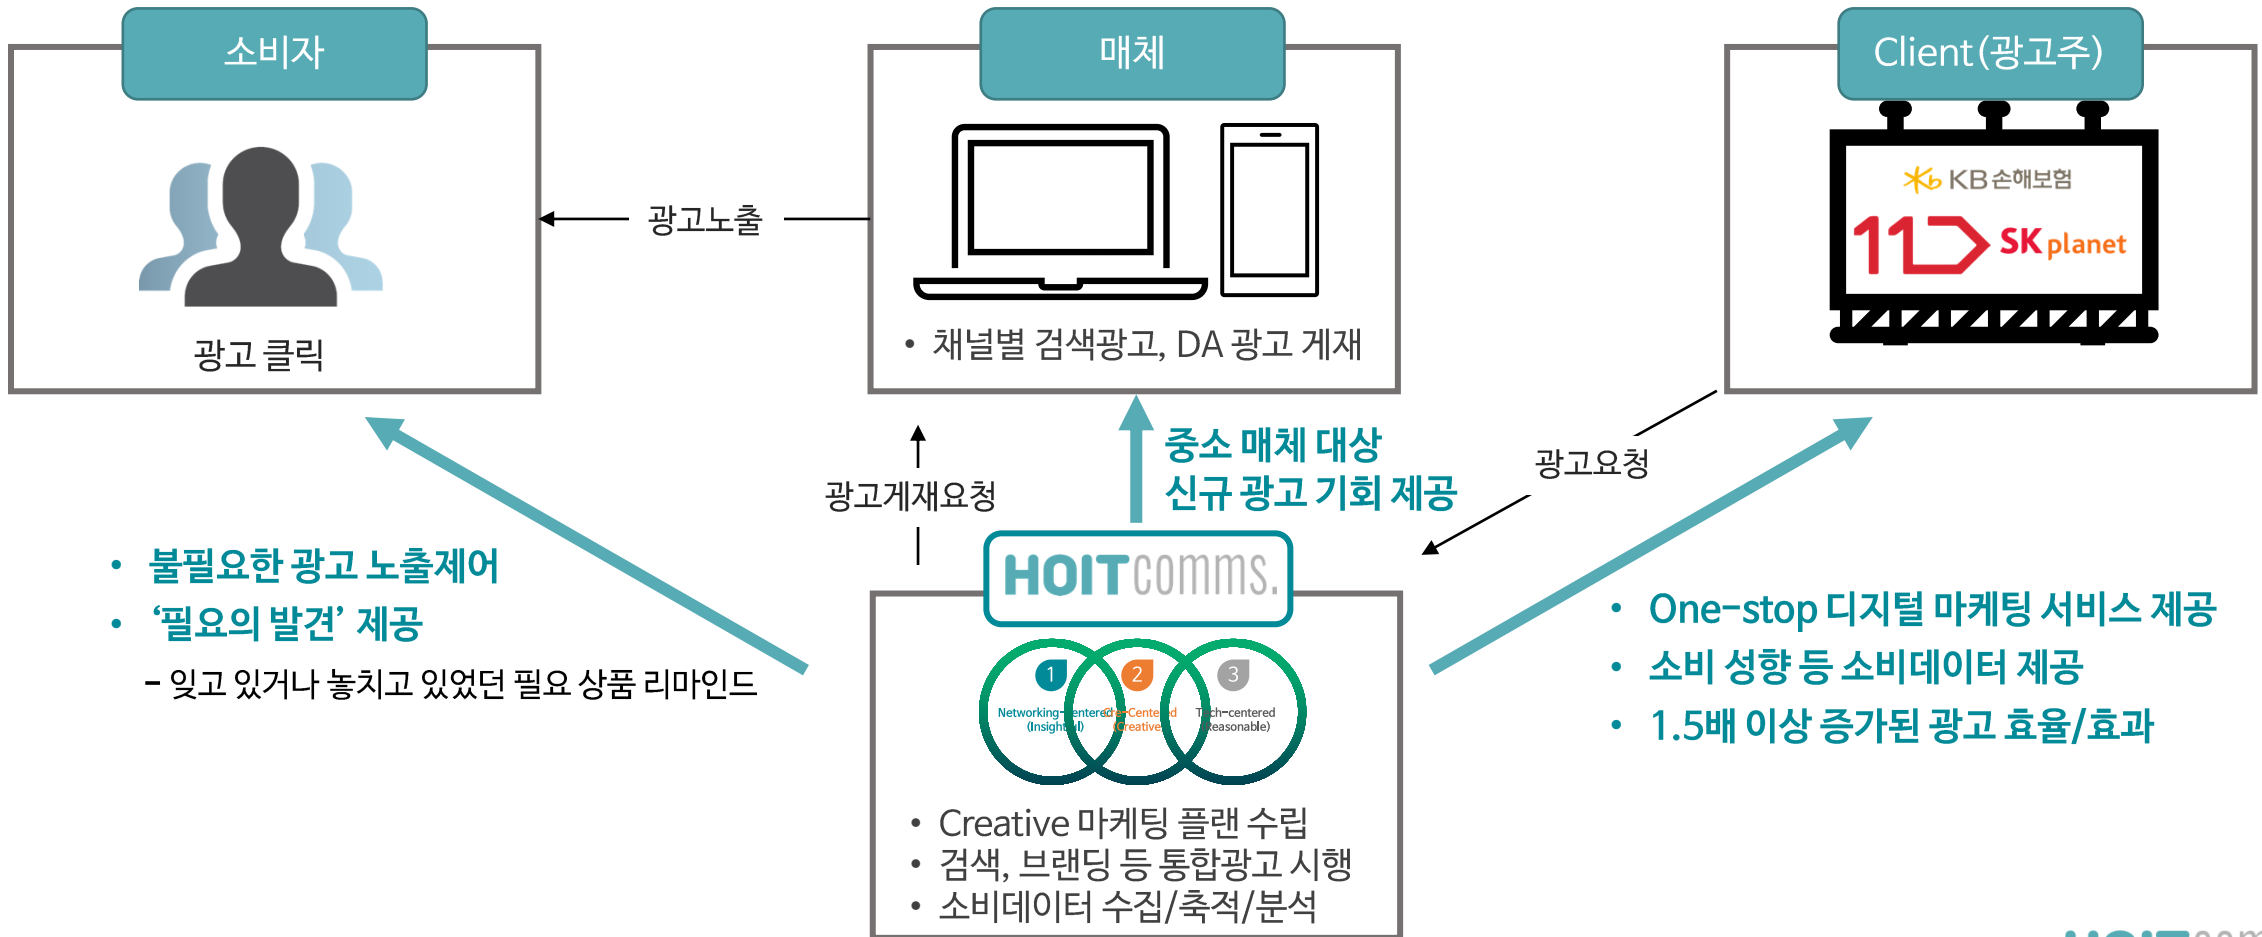 소비자
매체
Client(광고주)
KB손해보험
11
SK planet
광고노출
광고 클릭
• 채널별 검색광고, DA 광고 게재
광고게재요청
중소 매체 대상
신규 광고 기회 제공
광고요청
• 불필요한 광고 노출제어
• ‘필요의 발견’ 제공
- 잊고 있거나 놓치고 있었던 필요 상품 리마인드
HOITcomms.
• One-stop 디지털 마케팅 서비스 제공
• 소비 성향 등 소비데이터 제공
• 1.5배 이상 증가된 광고 효율/효과
1
2
3
Tech-centered
• Creative 마케팅 플랜 수립
• 검색, 브랜딩 등 통합광고 시행
• 소비데이터 수집/축적/분석